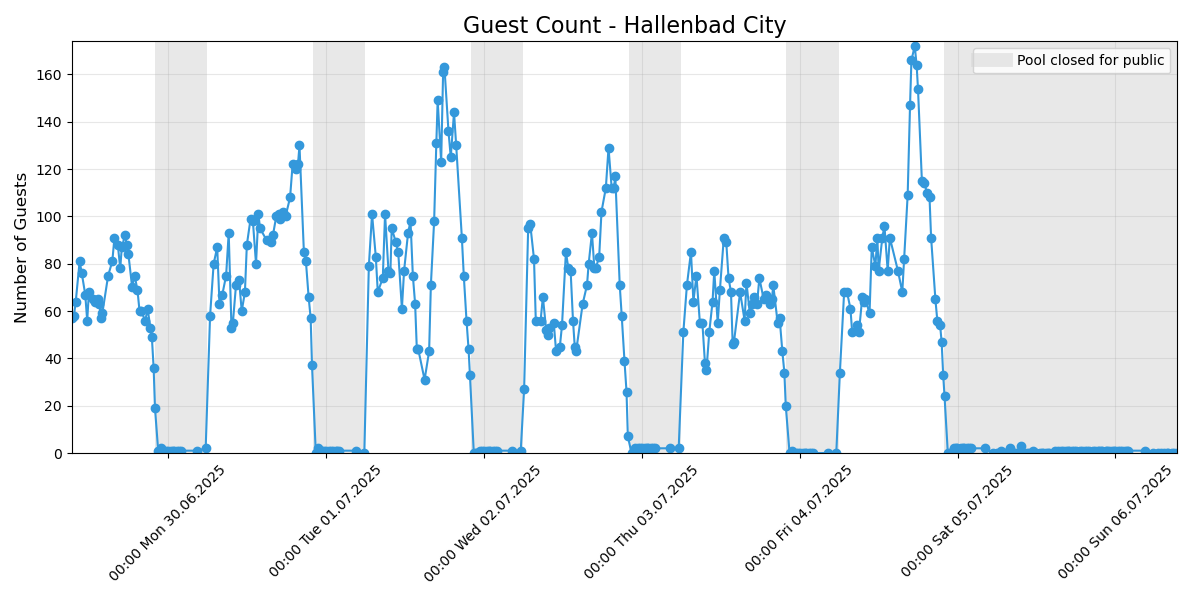 Guest Count - Hallenbad City
Pool closed for public
Number of Guests
160
140
120
100
80
60
40
20
0
00:00 Mon 30.06.2025
00:00 Tue 01.07.2025
00:00 Wed 02.07.2025
00:00 Thu 03.07.2025
00:00 Fri 04.07.2025
00:00 Sat 05.07.2025
00:00 Sun 06.07.2025